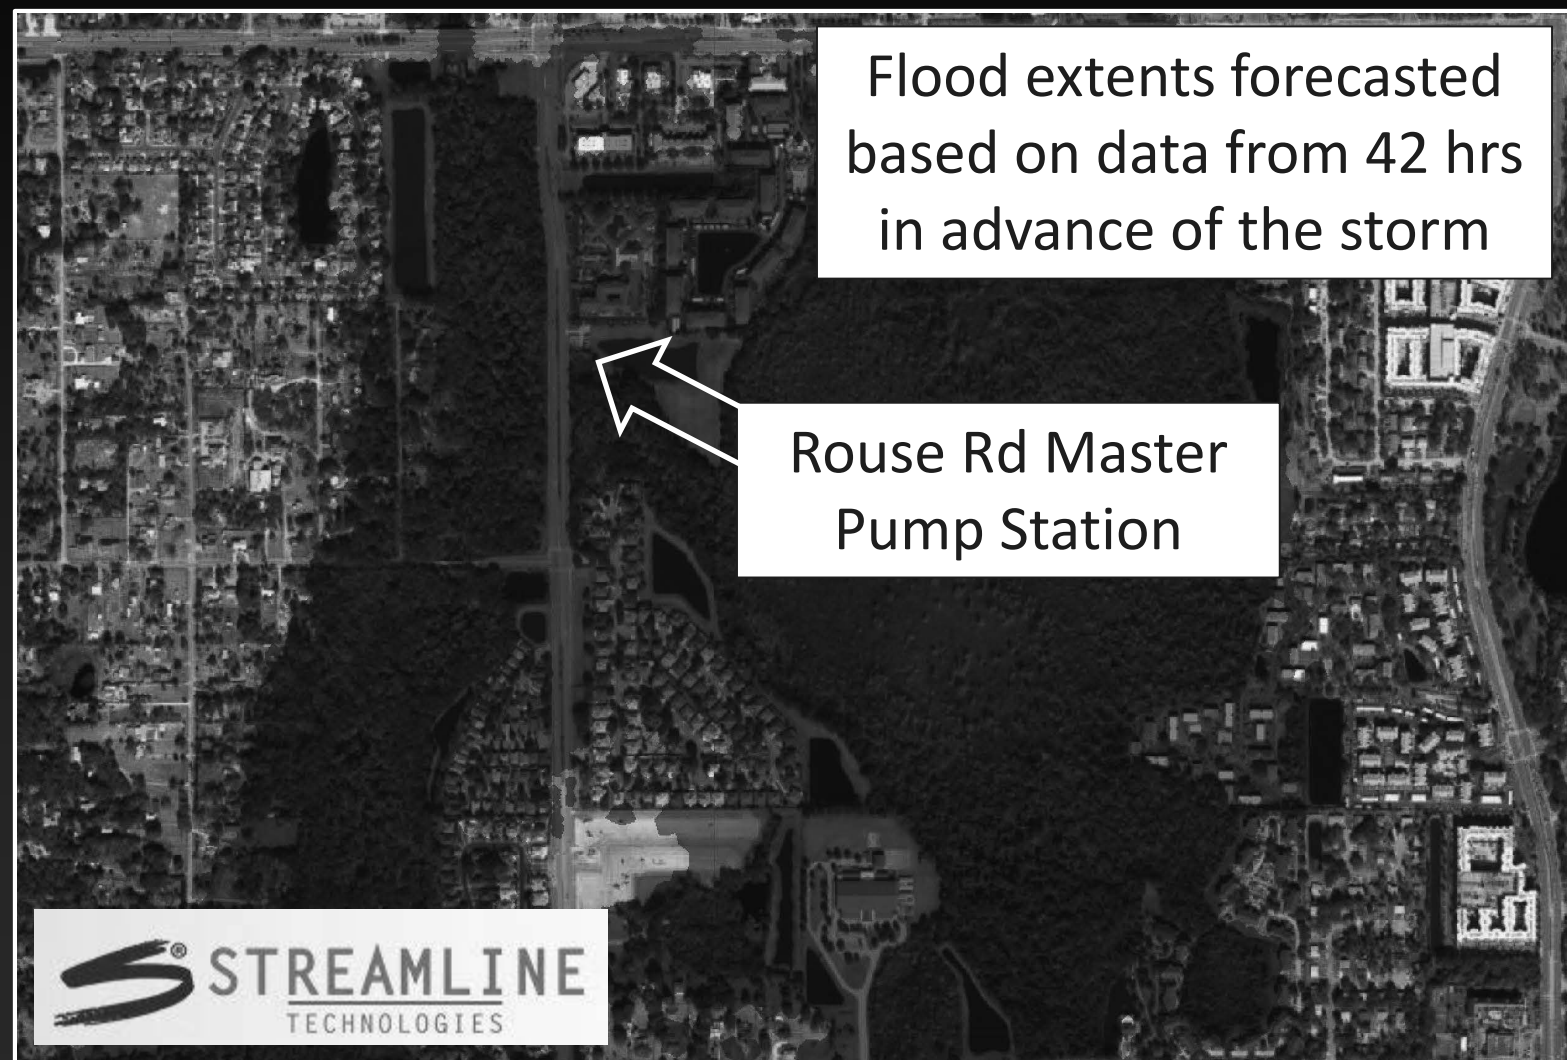 Flood extents forecasted
based on data from 42 hrs
in advance of the storm
Rouse Rd Master
Pump Station
S® STREAMLINE
TECHNOLOGIES